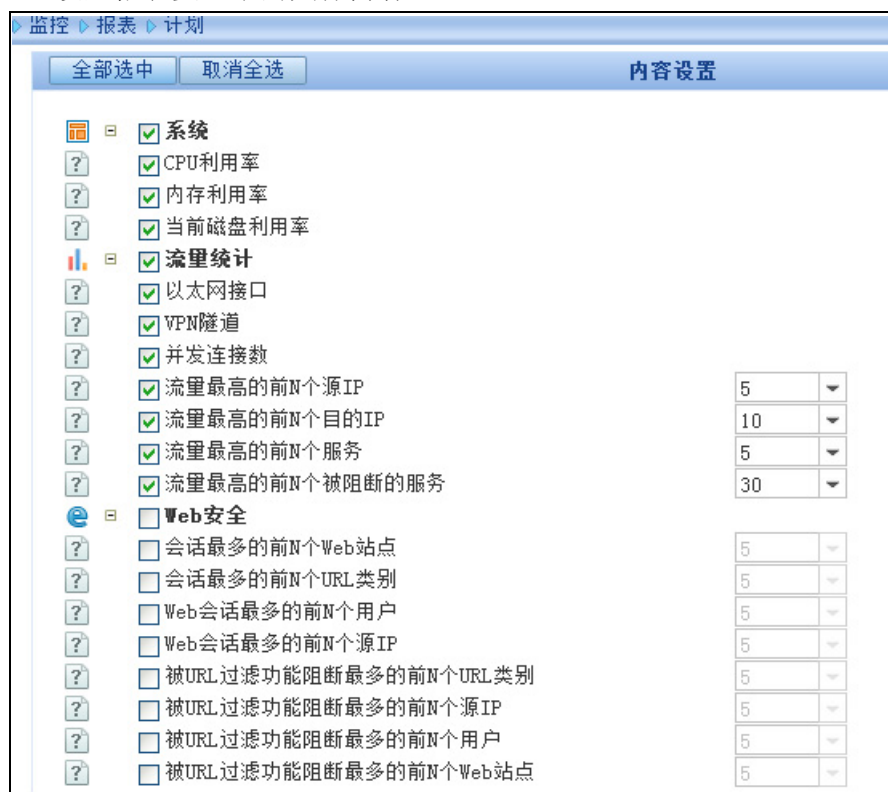 监控 报表 计划
全部选中 取消全选 内容设置
系统
CPU利用率
内存利用率
当前磁盘利用率
流量统计
以太网接口
VPN隧道
并发连接数
流量最高的前N个源IP 5
流量最高的前N个目的IP 10
流量最高的前N个服务 5
流量最高的前N个被阻断的服务 30
Web安全
会话最多的前N个Web站点 5
会话最多的前N个URL类别 5
Web会话最多的前N个用户 5
Web会话最多的前N个源IP 5
被URL过滤功能阻断最多的前N个URL类别 5
被URL过滤功能阻断最多的前N个源IP 5
被URL过滤功能阻断最多的前N个用户 5
被URL过滤功能阻断最多的前N个Web站点 5